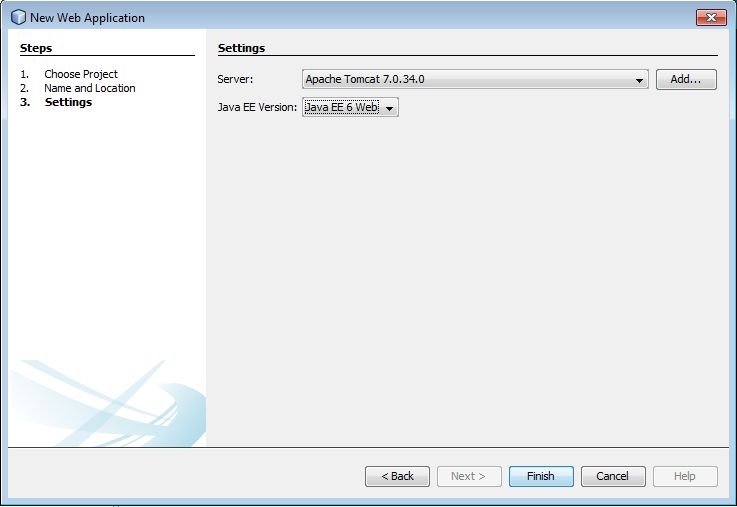 New Web Application
Steps
1. Choose Project
2. Name and Location
3. Settings
Settings
Server: Apache Tomcat 7.0.34.0 Add...
Java EE Version: Java EE 6 Web
< Back Next > Finish Cancel Help